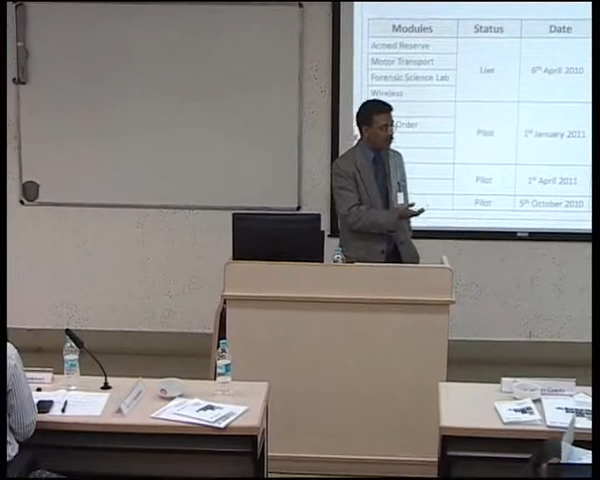 Modules Status Date
Armed Reserve
Motor Transport
Forensic Science Lab
Wireless
Live 6th April 2010
Order
Pilot 1st January 2011
Pilot 1st April 2011
Pilot 5th October 2010